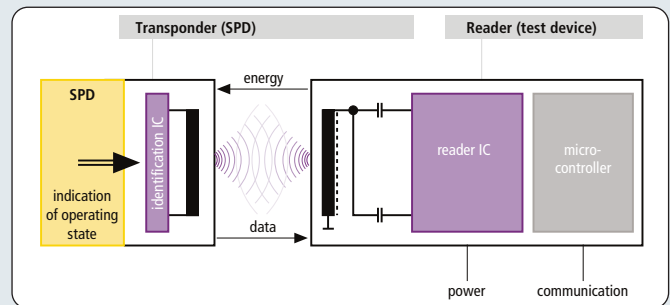 Transponder (SPD)
Reader (test device)
energy
SPD
identification IC
reader IC
micro-
controller
indication
of operating
state
data
power
communication